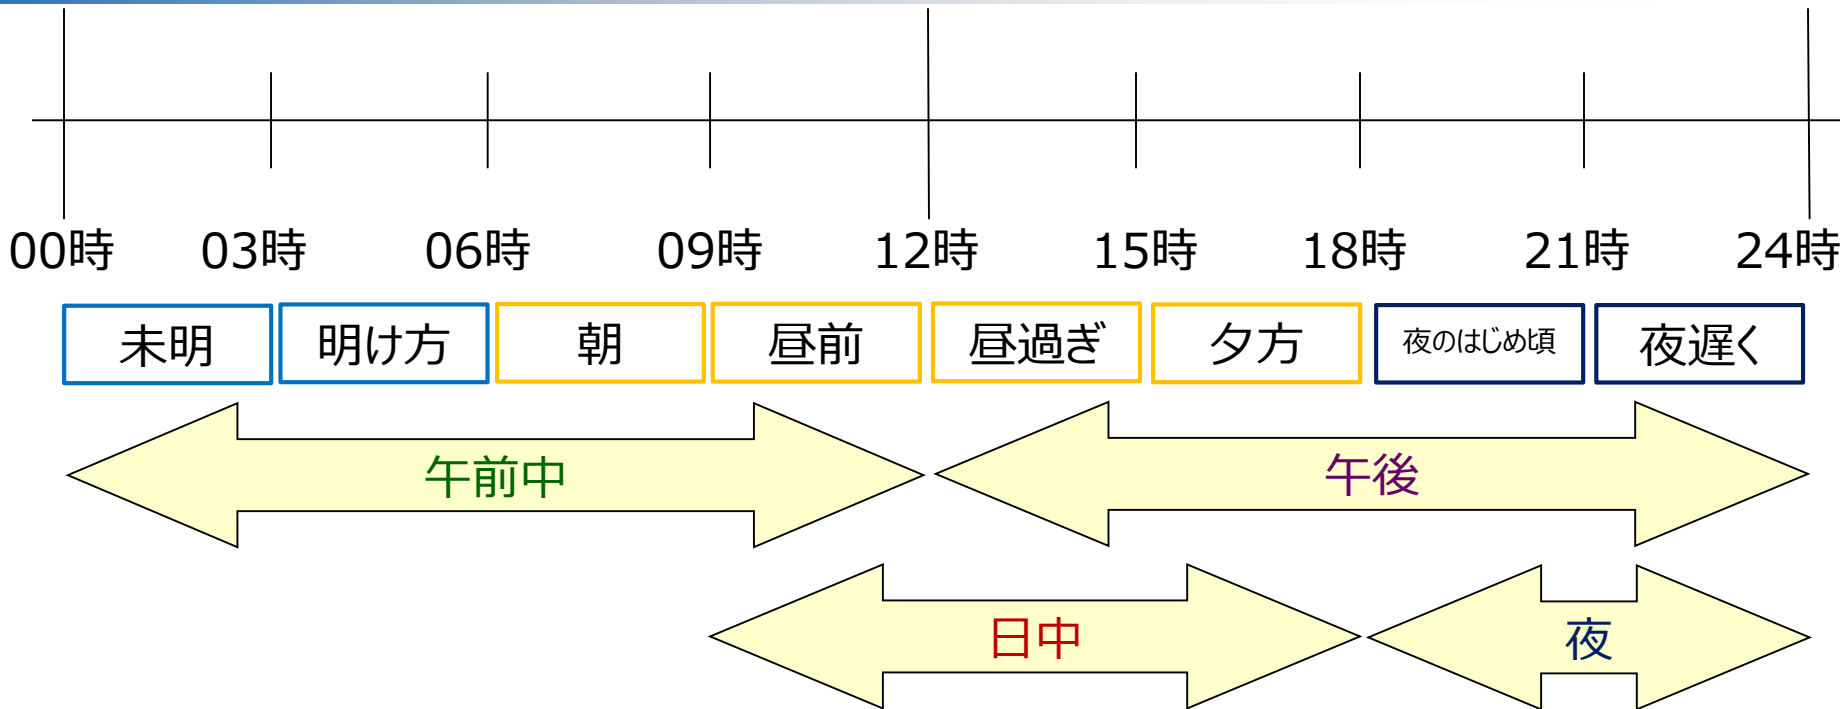 00時 03時 06時 09時 12時 15時 18時 21時 24時
未明 明け方 朝 昼前 昼過ぎ 夕方 夜のはじめ頃 夜遅く
午前中 午後
日中 夜